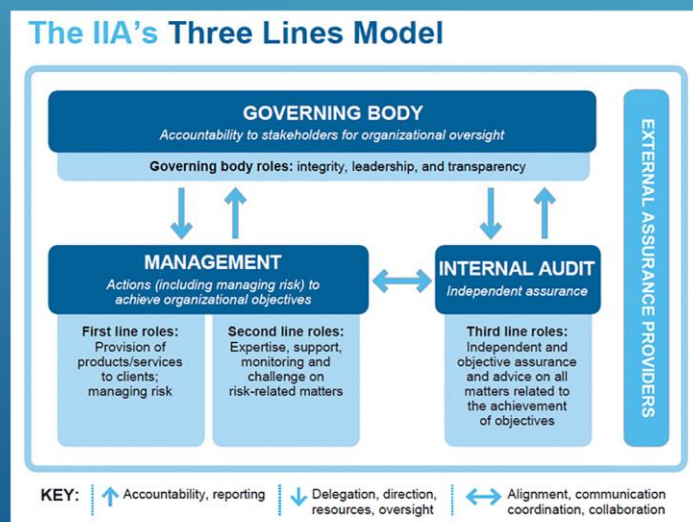 The IIA's Three Lines Model
GOVERNING BODY
Accountability to stakeholders for organizational oversight
Governing body roles: integrity, leadership, and transparency
MANAGEMENT
Actions (including managing risk) to
achieve organizational objectives
INTERNAL AUDIT
Independent assurance
First line roles:
Provision of
products/services
to clients;
managing risk
Second line roles:
Expertise, support,
monitoring and
challenge on
risk-related matters
Third line roles:
Independent and
objective assurance
and advice on all
matters related to
the achievement
of objectives
EXTERNAL ASSURANCE PROVIDERS
KEY:
Accountability, reporting
Delegation, direction,
resources, oversight
Alignment, communication
coordination, collaboration